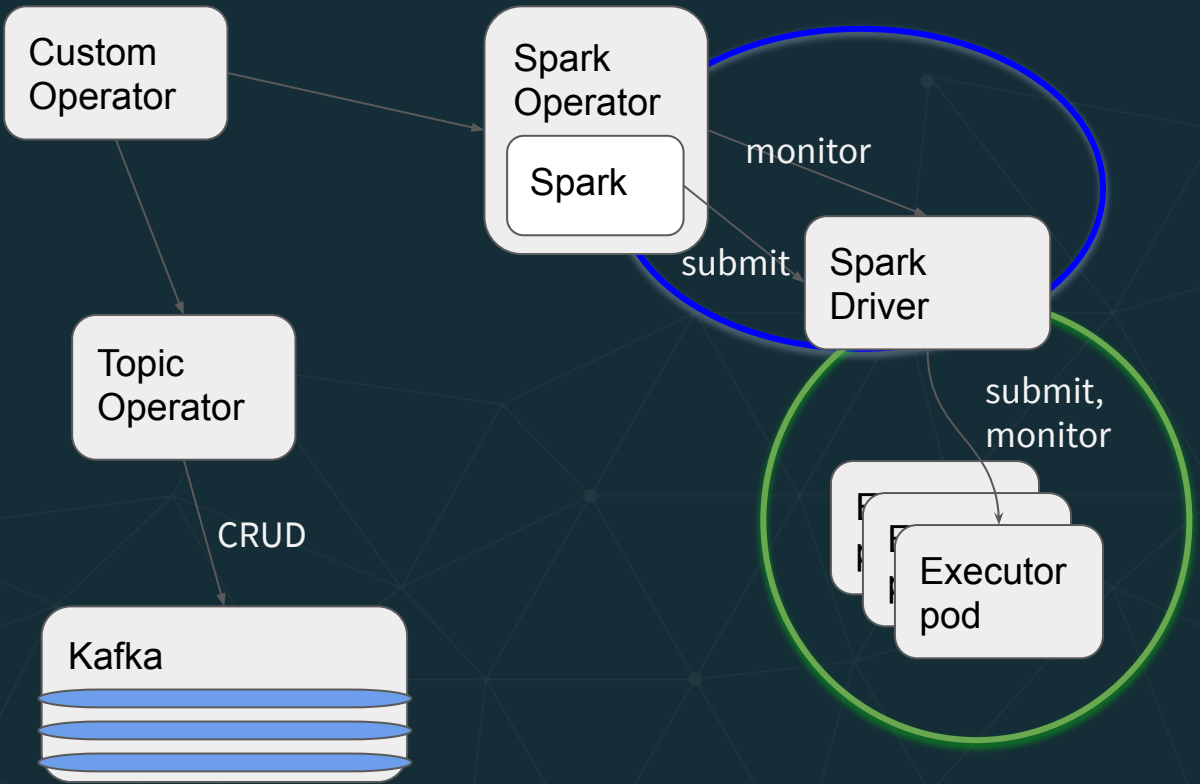 Custom
Operator
Spark
Operator
Spark
monitor
submit
Spark
Driver
Topic
Operator
submit,
monitor
CRUD
Executor
pod
Kafka